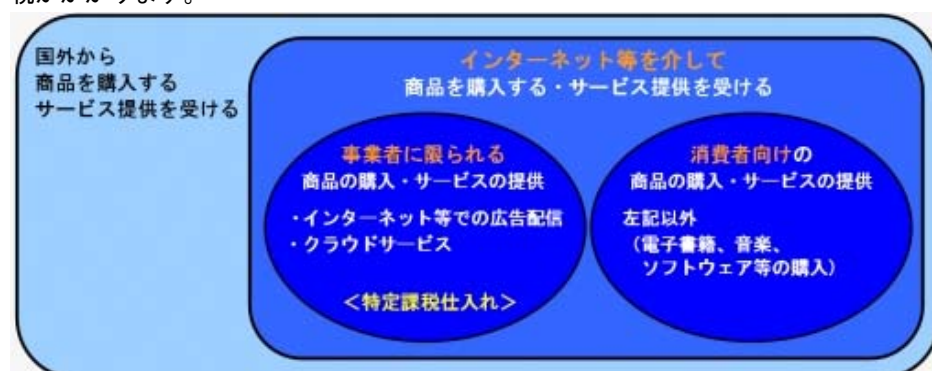 税がかかります。
国外から
商品を購入する
サービス提供を受ける
インターネット等を介して
商品を購入する・サービス提供を受ける
事業者に限られる
商品の購入・サービスの提供
・インターネット等での広告配信
・クラウドサービス
＜特定課税仕入れ＞
消費者向けの
商品の購入・サービスの提供
左記以外
（電子書籍、音楽、
ソフトウェア等の購入）